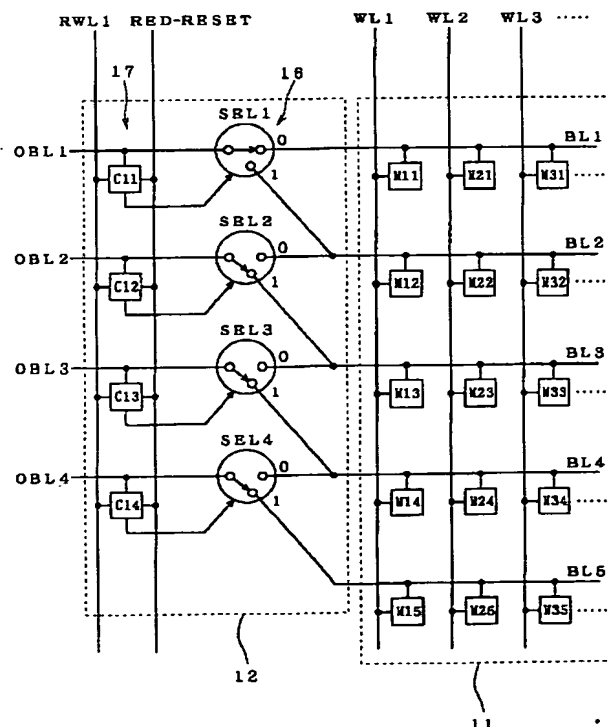 RWL1 RED-RESET WL1 WL2 WL3 .....
17 16
SEL1
OBL1 0 BL1
C11 1 M11 M21 M31 .....
SEL2
OBL2 0 BL2
C12 1 M12 M22 M32 .....
SEL3
OBL3 0 BL3
C13 1 M13 M23 M33 .....
SEL4
OBL4 0 BL4
C14 1 M14 M24 M34 .....
BL5
M15 M25 M35 .....
12
11